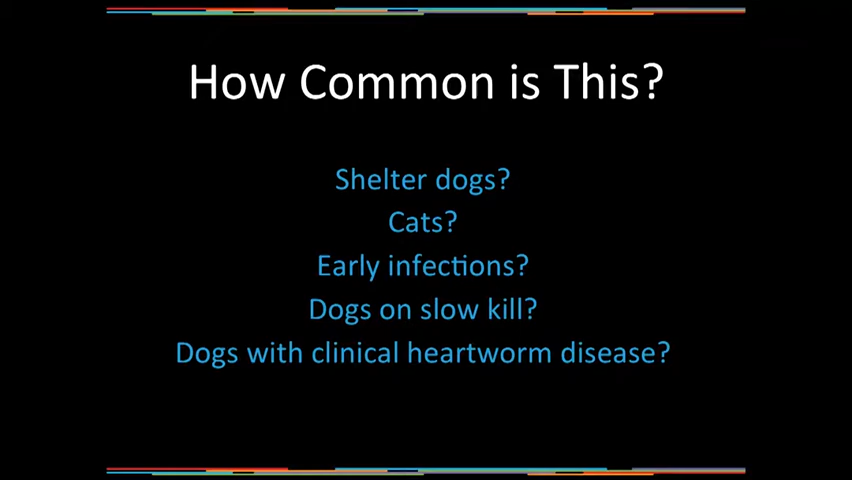 How Common is This?
Shelter dogs?
Cats?
Early infections?
Dogs on slow kill?
Dogs with clinical heartworm disease?